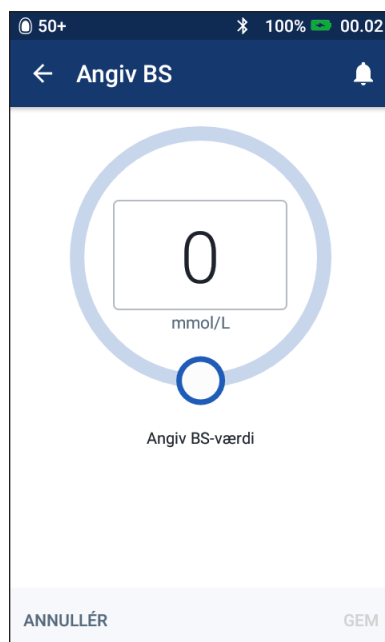 50+ 100% 00.02
Angiv BS
0
mmol/L
Angiv BS-værdi
ANNULLÉR GEM